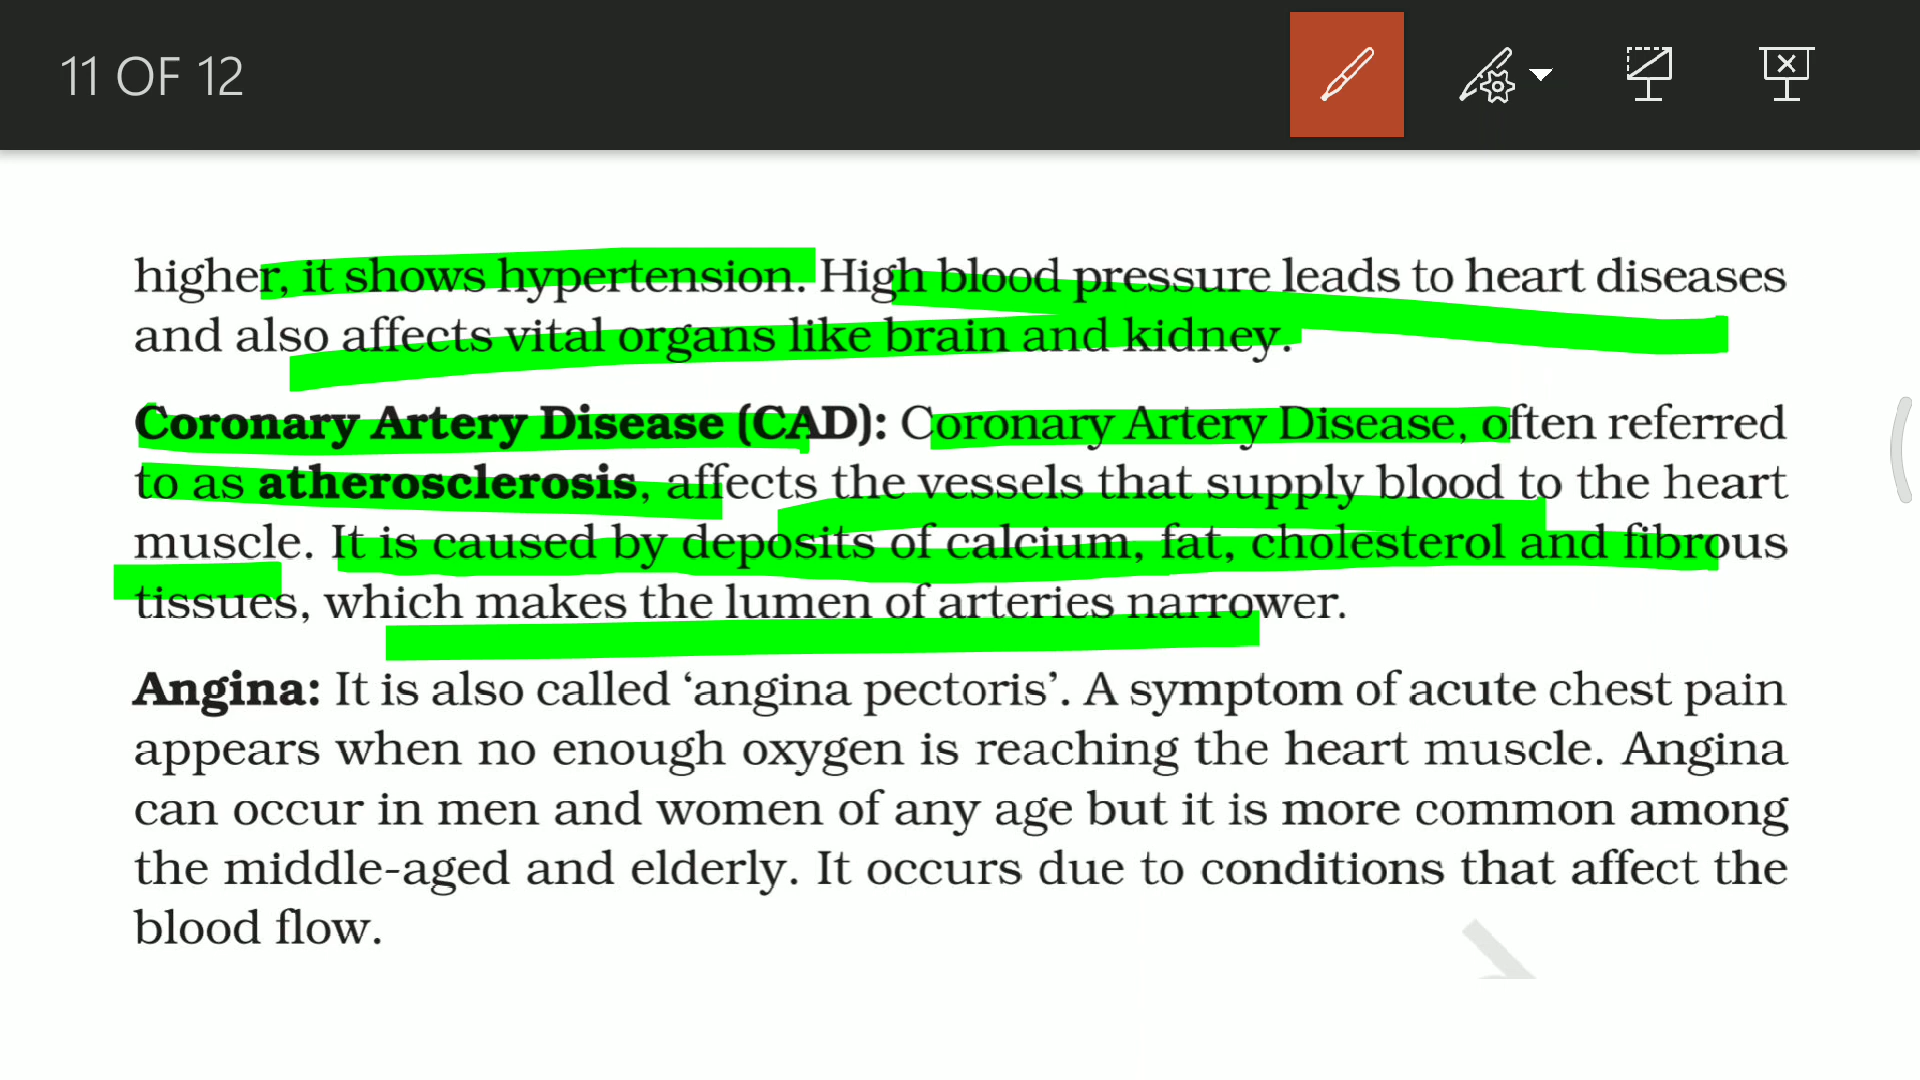 11 OF 12
higher, it shows hypertension. High blood pressure leads to heart diseases
and also affects vital organs like brain and kidney.
Coronary Artery Disease (CAD): Coronary Artery Disease, often referred
to as atherosclerosis, affects the vessels that supply blood to the heart
muscle. It is caused by deposits of calcium, fat, cholesterol and fibrous
tissues, which makes the lumen of arteries narrower.
Angina: It is also called ‘angina pectoris’. A symptom of acute chest pain
appears when no enough oxygen is reaching the heart muscle. Angina
can occur in men and women of any age but it is more common among
the middle-aged and elderly. It occurs due to conditions that affect the
blood flow.